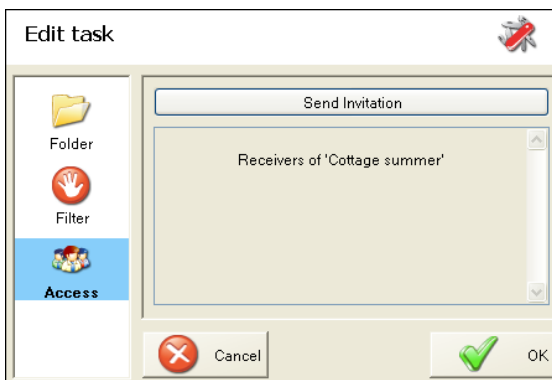 Edit task
Folder
Filter
Access
Send Invitation
Receivers of 'Cottage summer'
Cancel
OK